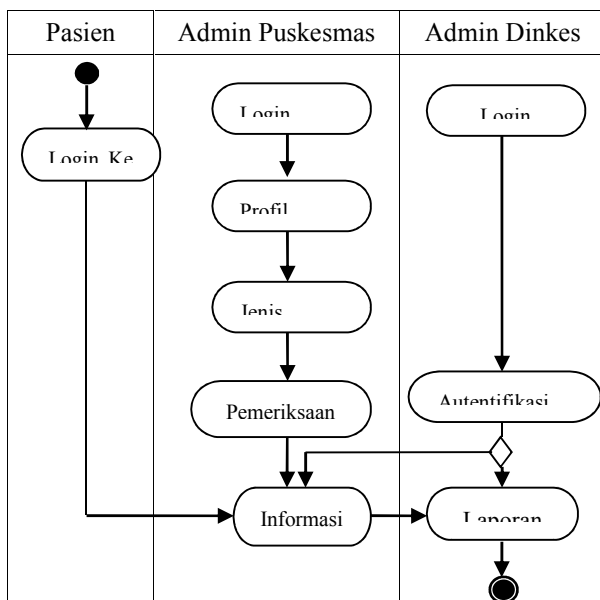 Pasien
Admin Puskesmas
Admin Dinkes
Login
Login
Login Ke
Profil
Jenis
Pemeriksaan
Autentifikasi
Informasi
Laporan